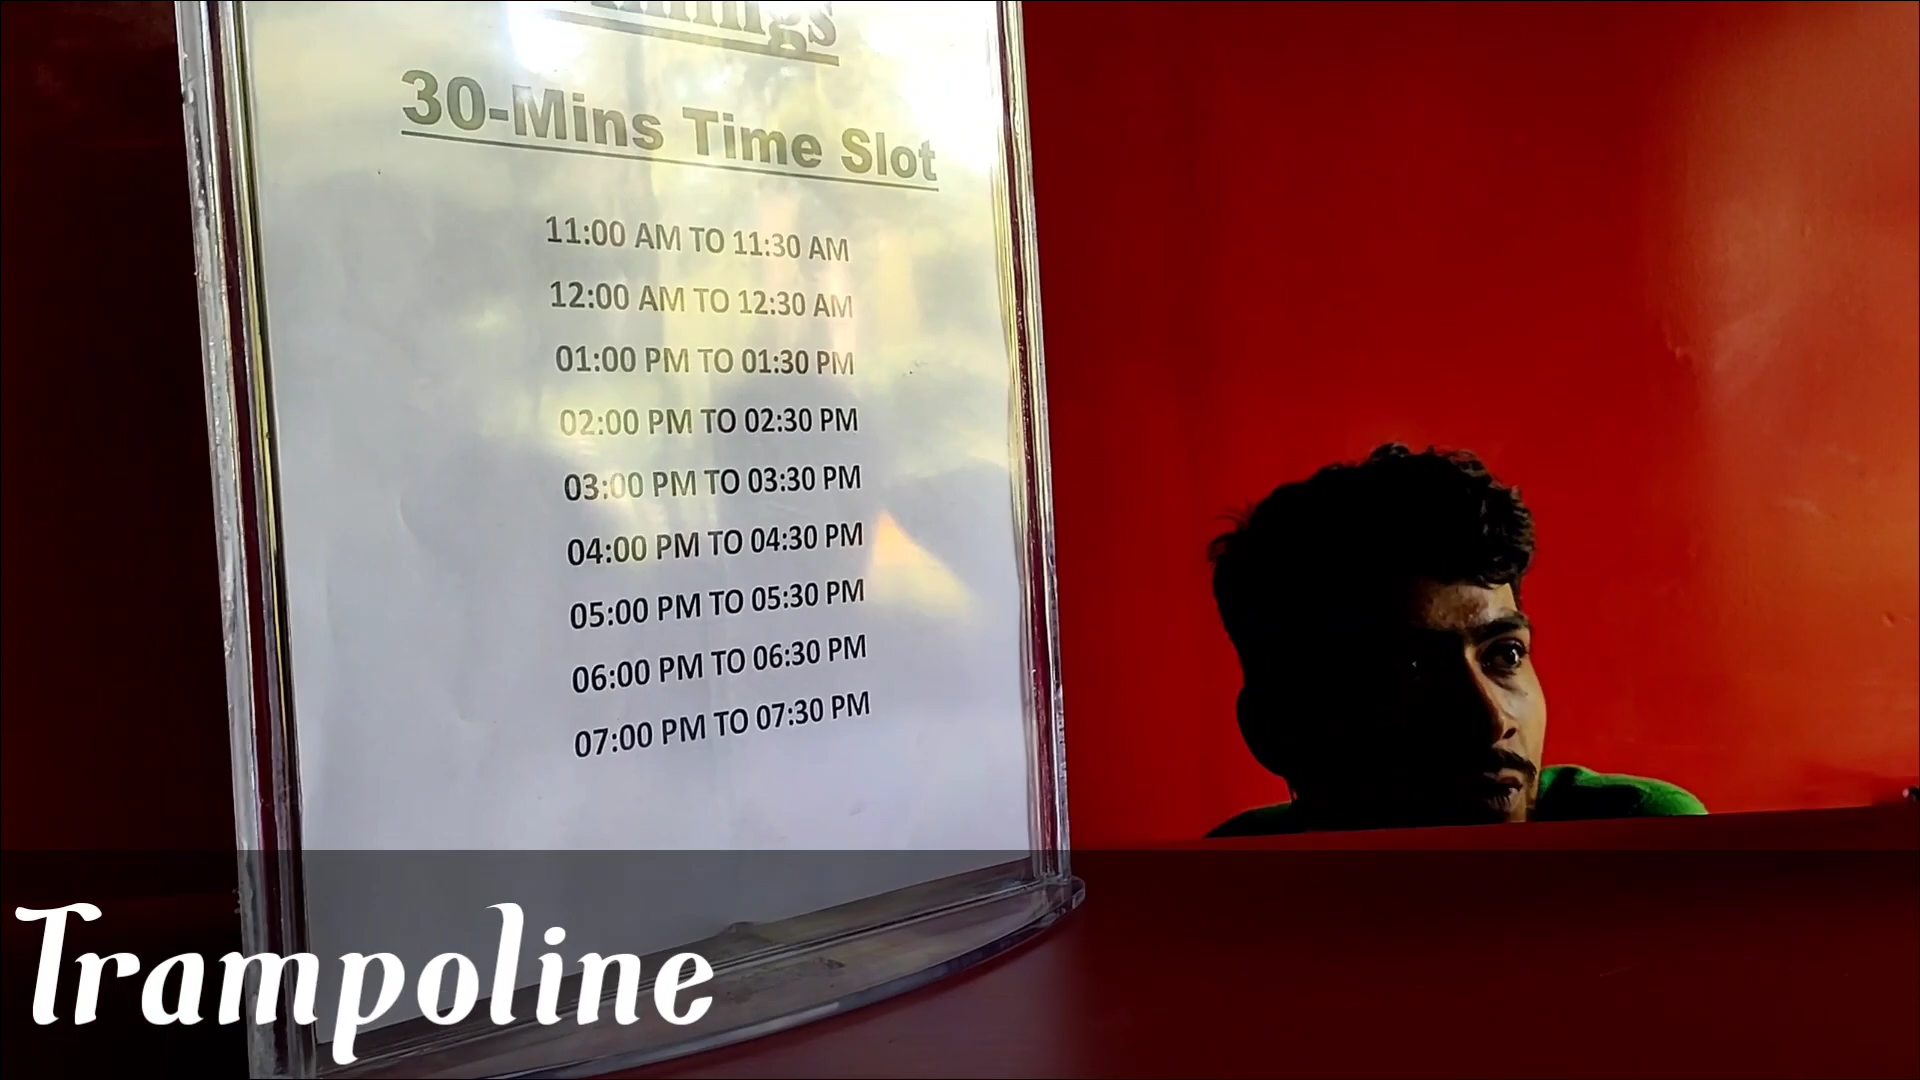 30-Mins Time Slot
11:00 AM TO 11:30 AM
12:00 AM TO 12:30 AM
01:00 PM TO 01:30 PM
02:00 PM TO 02:30 PM
03:00 PM TO 03:30 PM
04:00 PM TO 04:30 PM
05:00 PM TO 05:30 PM
06:00 PM TO 06:30 PM
07:00 PM TO 07:30 PM
Trampoline